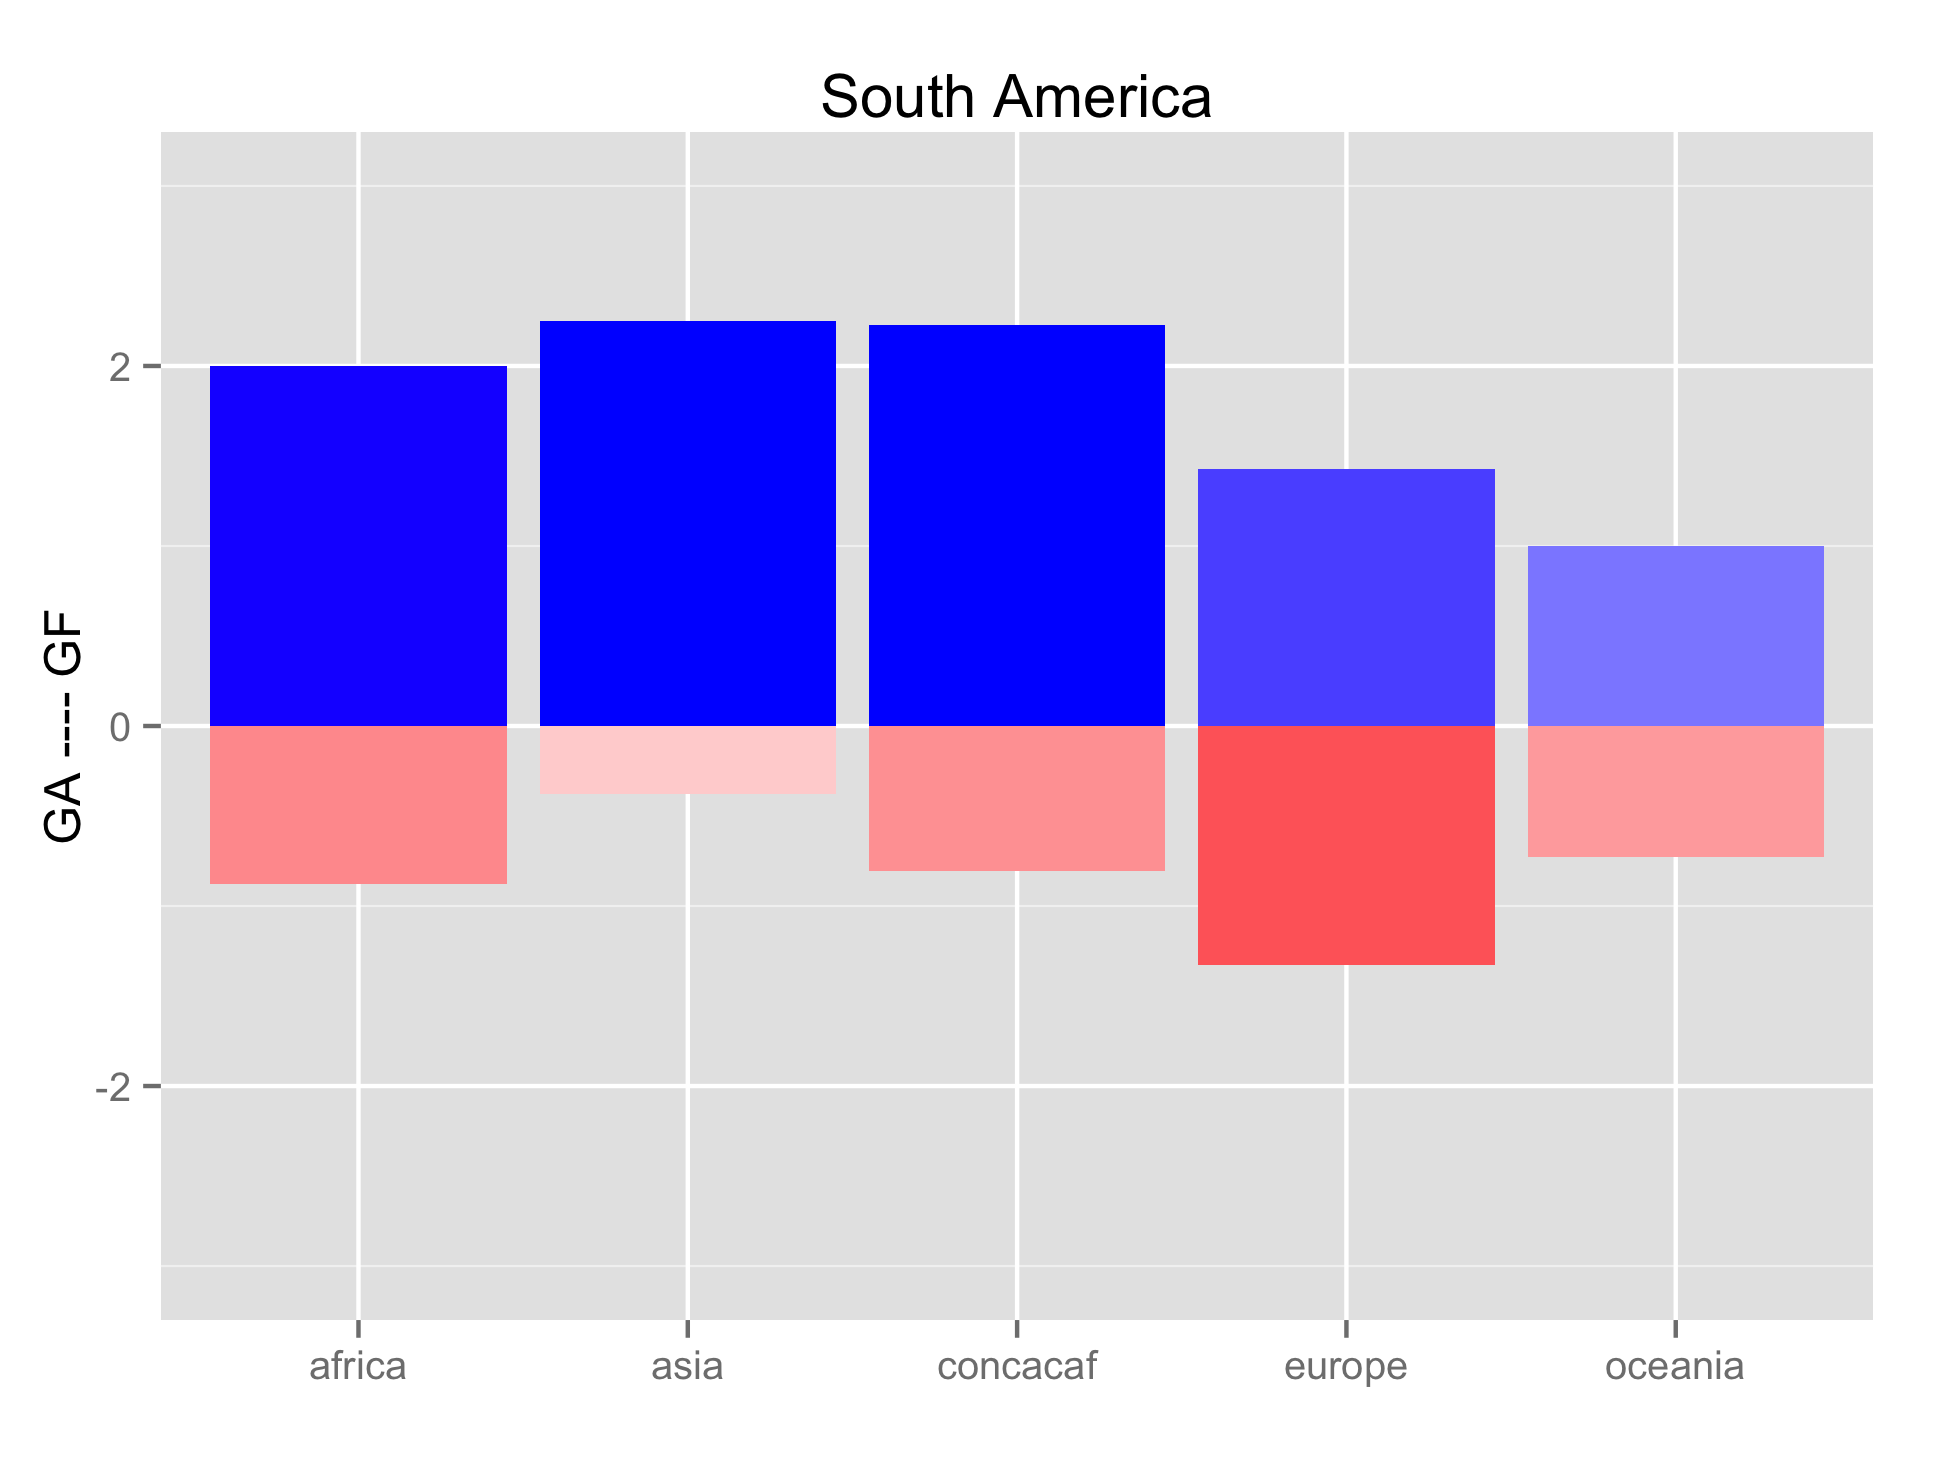 South America
GA ---- GF
2
0
-2
africa asia concacaf europe oceania